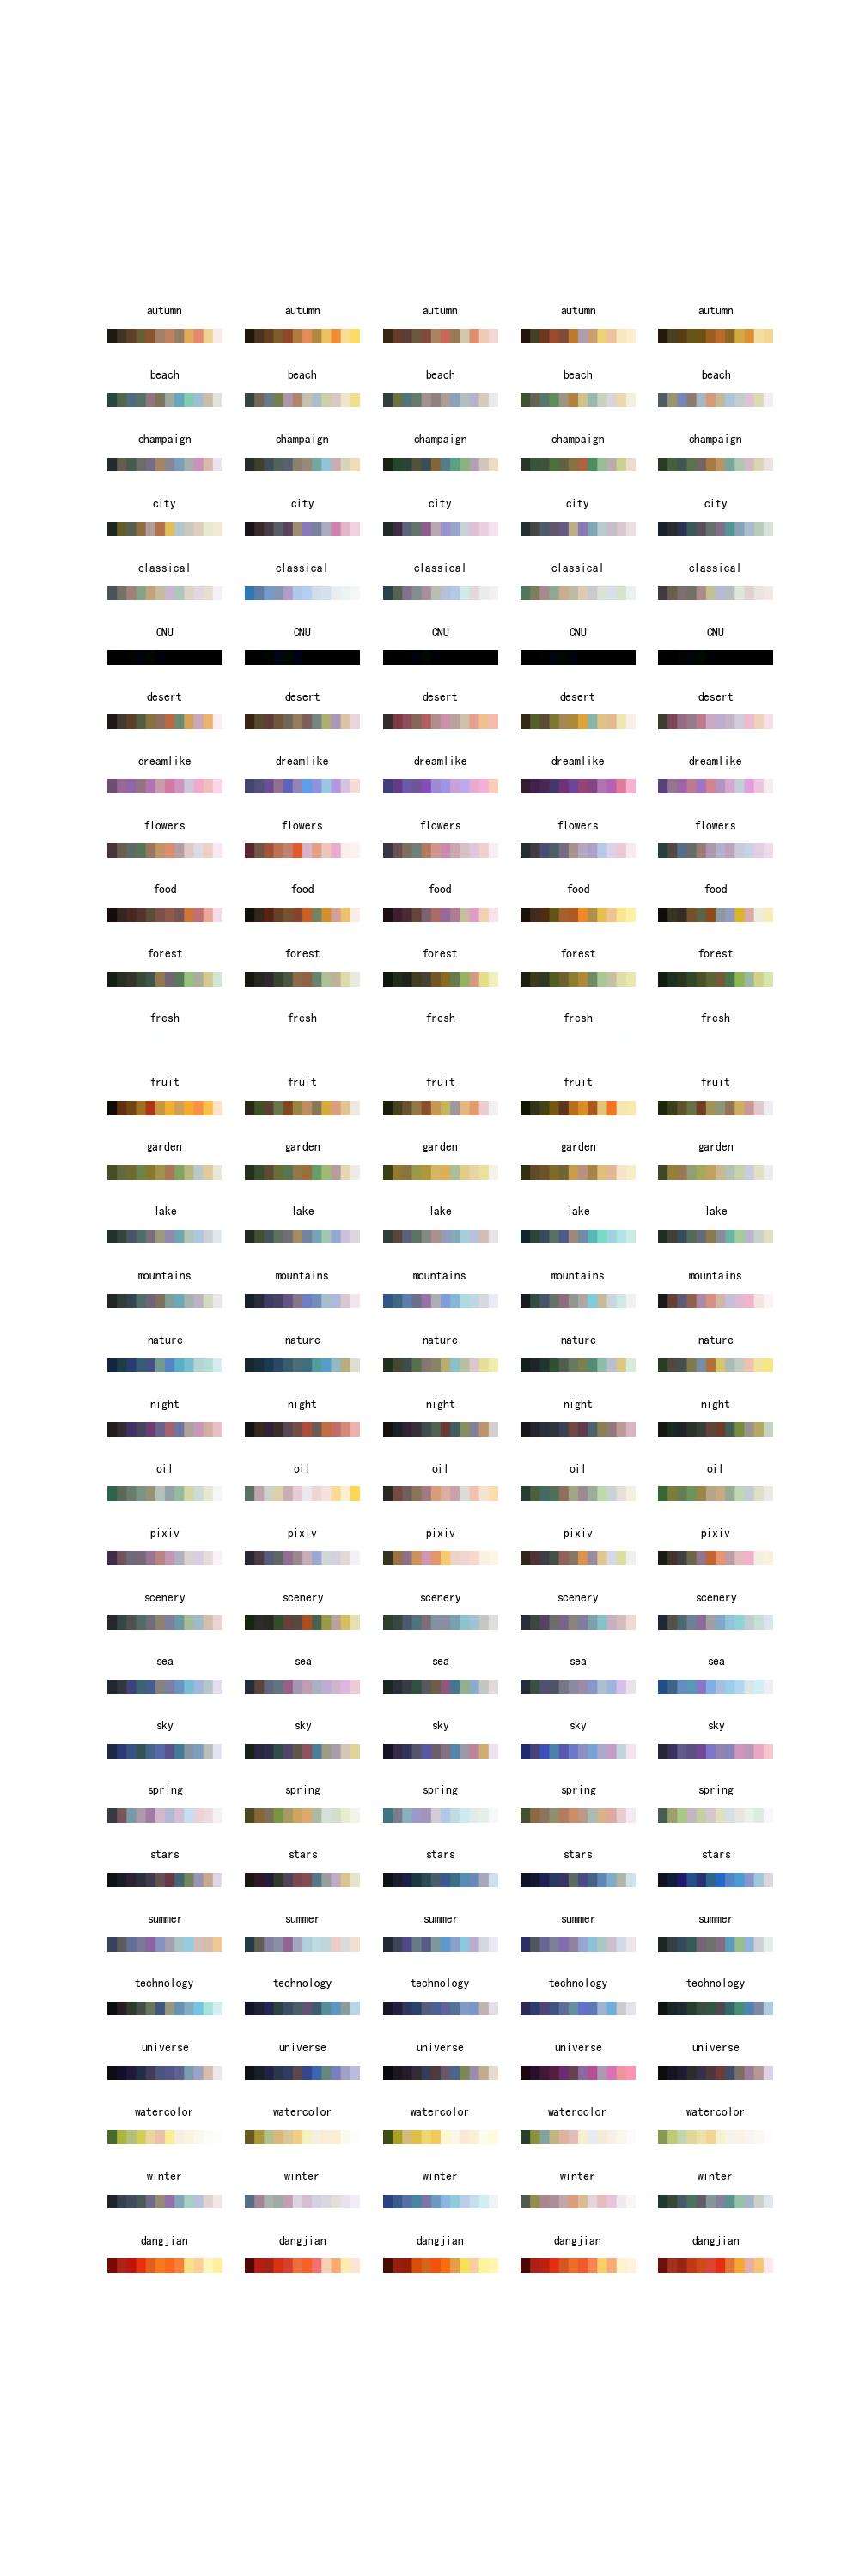 autumn autumn autumn autumn autumn
beach beach beach beach beach
champaign champaign champaign champaign champaign
city city city city city
classical classical classical classical classical
CNU CNU CNU CNU CNU
desert desert desert desert desert
dreamlike dreamlike dreamlike dreamlike dreamlike
flowers flowers flowers flowers flowers
food food food food food
forest forest forest forest forest
fresh fresh fresh fresh fresh
fruit fruit fruit fruit fruit
garden garden garden garden garden
lake lake lake lake lake
mountains mountains mountains mountains mountains
nature nature nature nature nature
night night night night night
oil oil oil oil oil
pixiv pixiv pixiv pixiv pixiv
scenery scenery scenery scenery scenery
sea sea sea sea sea
sky sky sky sky sky
spring spring spring spring spring
stars stars stars stars stars
summer summer summer summer summer
technology technology technology technology technology
universe universe universe universe universe
watercolor watercolor watercolor watercolor watercolor
winter winter winter winter winter
dangjian dangjian dangjian dangjian dangjian